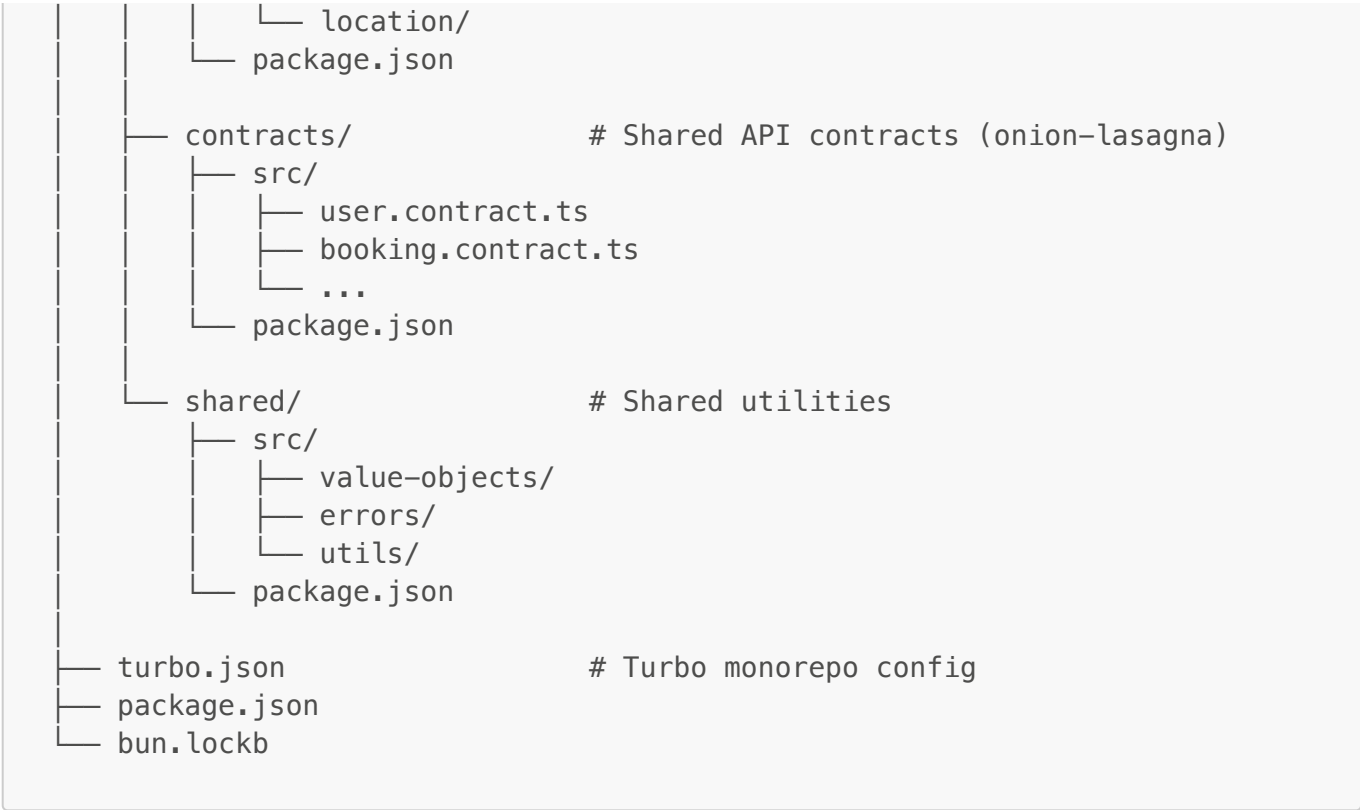 │   │   │   └── location/
│   │   └── package.json
│   │
│   ├── contracts/              # Shared API contracts (onion-lasagna)
│   │   ├── src/
│   │   │   ├── user.contract.ts
│   │   │   ├── booking.contract.ts
│   │   │   └── ...
│   │   └── package.json
│   │
│   └── shared/                 # Shared utilities
│       ├── src/
│       │   ├── value-objects/
│       │   ├── errors/
│       │   └── utils/
│       └── package.json
│
├── turbo.json                  # Turbo monorepo config
├── package.json
└── bun.lockb